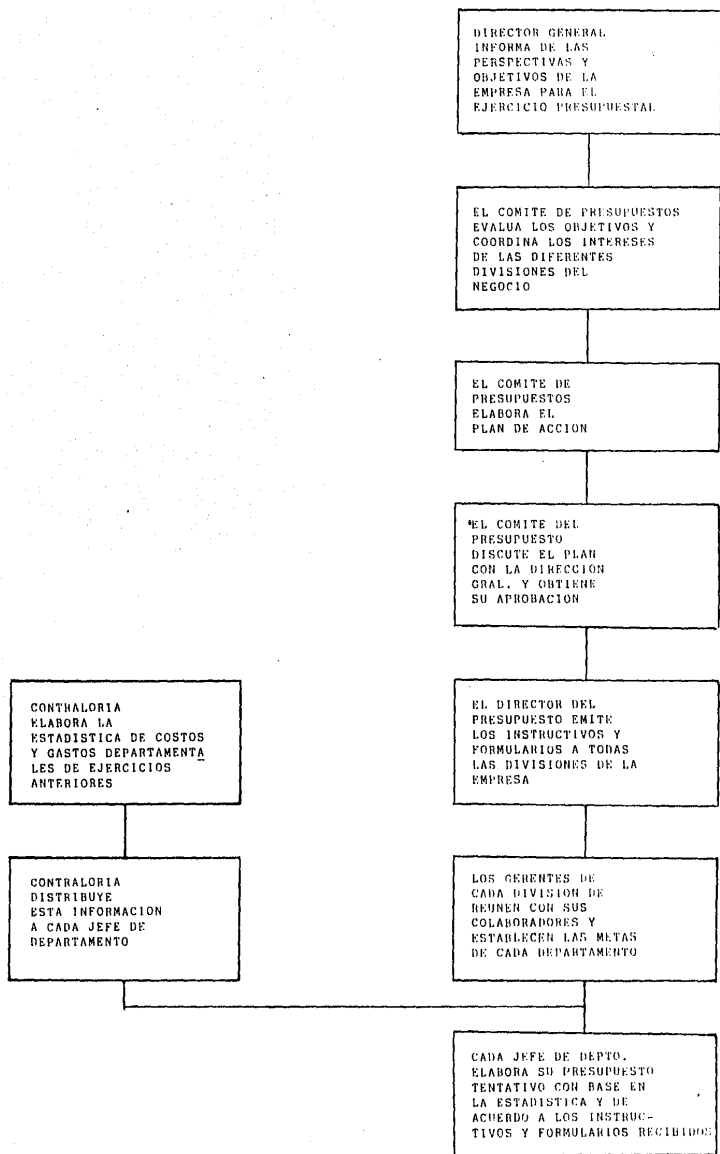 DIRECTOR GENERAL
INFORMA DE LAS
PERSPECTIVAS Y
OBJETIVOS DE LA
EMPRESA PARA EL
EJERCICIO PRESUPUESTAL
EL COMITE DE PRESUPUESTOS
EVALUA LOS OBJETIVOS Y
COORDINA LOS INTERESES
DE LAS DIFERENTES
DIVISIONES DEL
NEGOCIO
EL COMITE DE
PRESUPUESTOS
ELABORA EL
PLAN DE ACCION
EL COMITE DEL
PRESUPUESTO
DISCUTE EL PLAN
CON LA DIRECCION
GRAL. Y OBTIENE
SU APROBACION
CONTRALORIA
ELABORA LA
ESTADISTICA DE COSTOS
Y GASTOS DEPARTAMENTA
LES DE EJERCICIOS
ANTERIORES
EL DIRECTOR DEL
PRESUPUESTO EMITE
LOS INSTRUCTIVOS Y
FORMULARIOS A TODAS
LAS DIVISIONES DE LA
EMPRESA
CONTRALORIA
DISTRIBUYE
ESTA INFORMACION
A CADA JEFE DE
DEPARTAMENTO
LOS GERENTES DE
CADA DIVISION DE
REUNEN CON SUS
COLABORADORES Y
ESTABLECEN LAS METAS
DE CADA DEPARTAMENTO
CADA JEFE DE DEPTO.
ELABORA SU PRESUPUESTO
TENTATIVO CON BASE EN
LA ESTADISTICA Y DE
ACUERDO A LOS INSTRUC-
TIVOS Y FORMULARIOS RECIBIDOS